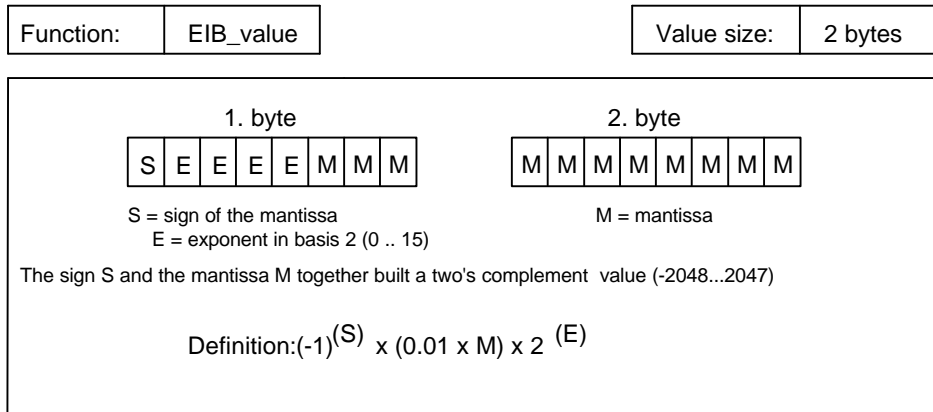 Function: EIB_value Value size: 2 bytes
1. byte 2. byte
S E E E E M M M M M M M M M M M
S = sign of the mantissa M = mantissa
E = exponent in basis 2 (0 .. 15)
The sign S and the mantissa M together built a two's complement value (-2048...2047)
Definition:(-1)(S) x (0.01 x M) x 2 (E)